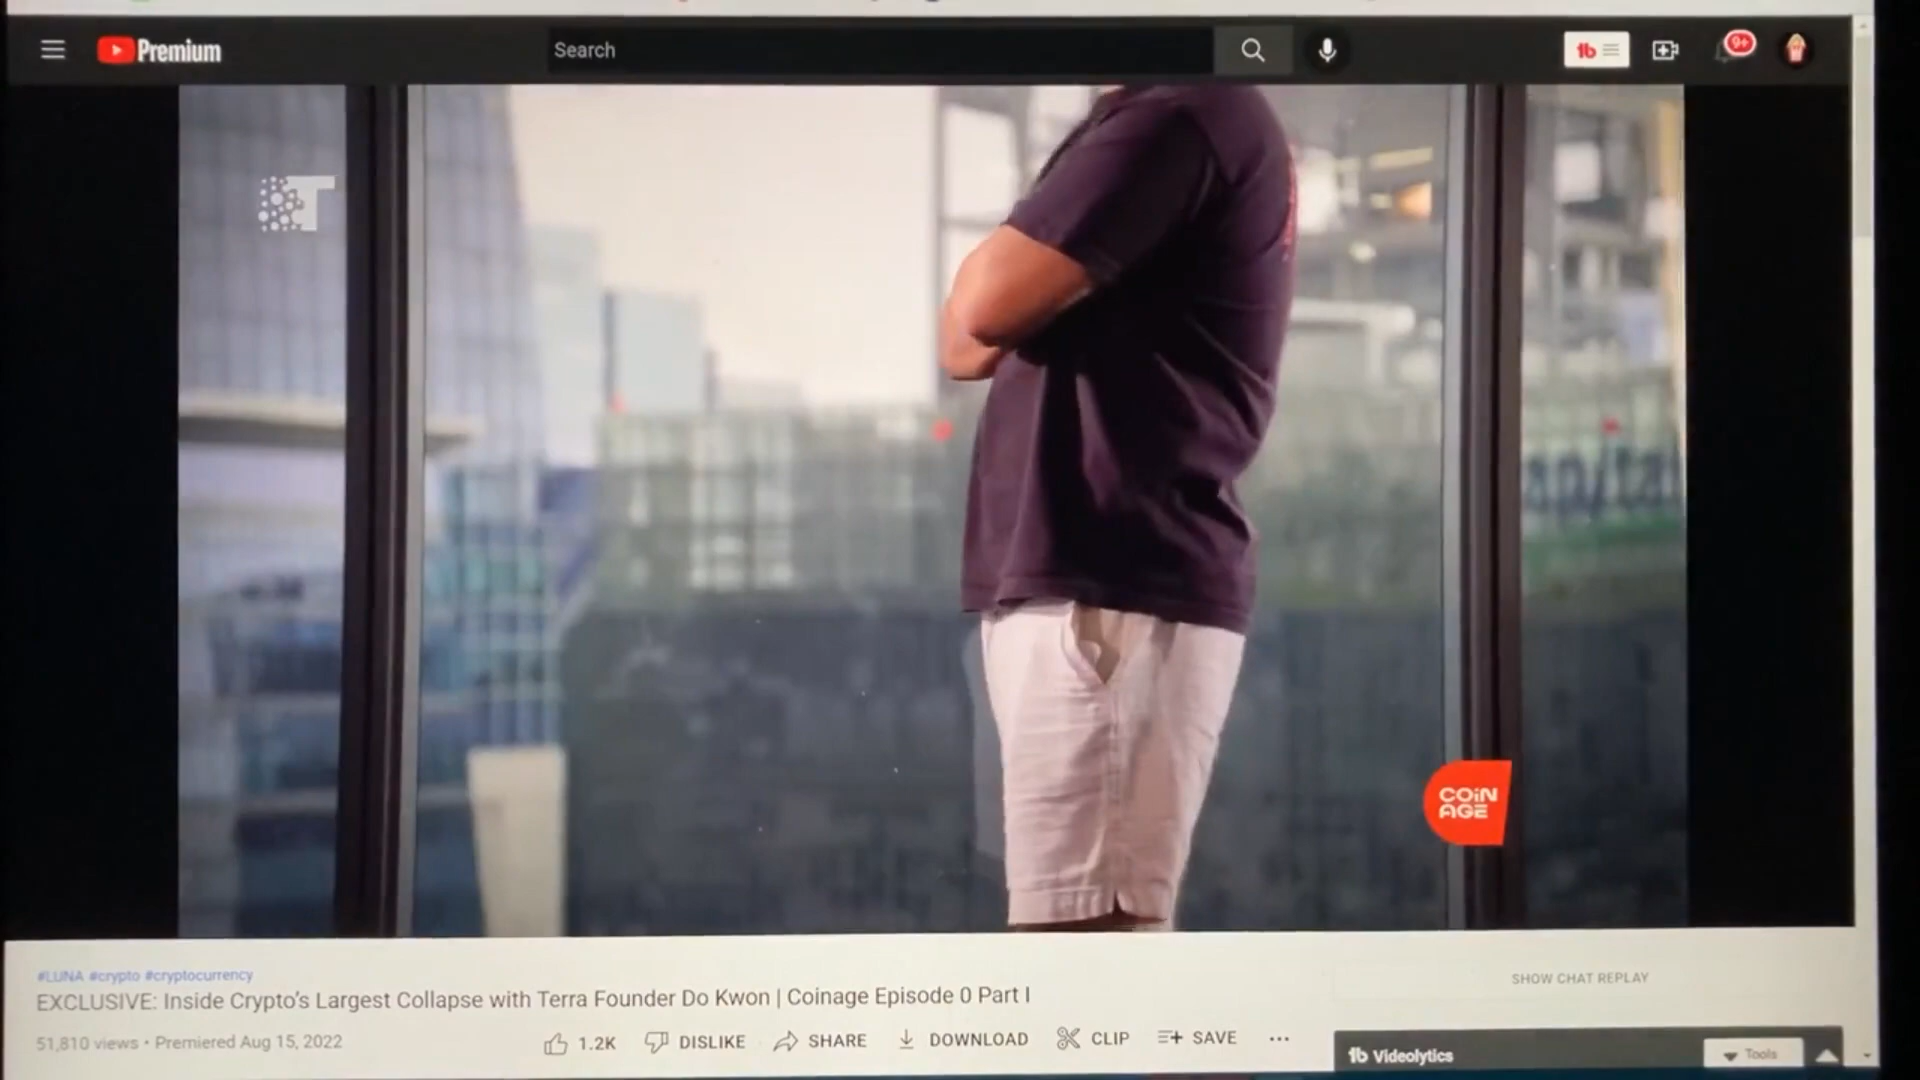 Premium
Search
9+
COiN
AGE
#LUNA #crypto #cryptocurrency
SHOW CHAT REPLAY
EXCLUSIVE: Inside Crypto's Largest Collapse with Terra Founder Do Kwon | Coinage Episode 0 Part I
51,810 views • Premiered Aug 15, 2022
1.2K
DISLIKE
SHARE
DOWNLOAD
CLIP
SAVE
Videolytics
Tools